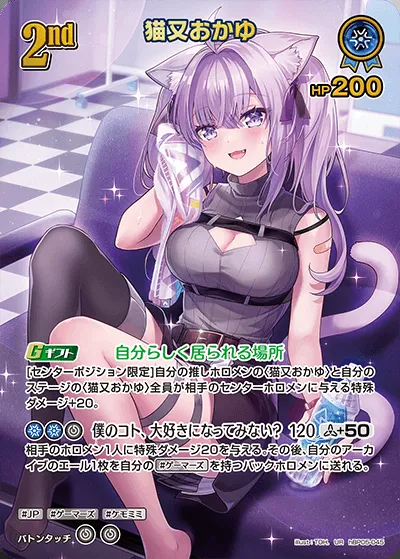 2nd
猫又おかゆ
HP200
Gギフト 自分らしく居られる場所
[センターポジション限定]自分の推しホロメンの〈猫又おかゆ〉と自分の
ステージの〈猫又おかゆ〉全員が相手のセンターホロメンに与える特殊
ダメージ+20。
僕のコト、大好きになってみない? 120 +50
相手のホロメン1人に特殊ダメージ20を与える。その後、自分のアー
カイブのエール1枚を自分の#ゲーマーズを持つバックホロメンに送れる。
#JP #ゲーマーズ #ケモミミ
バトンタッチ
illust: TDM. UR hBP05-045